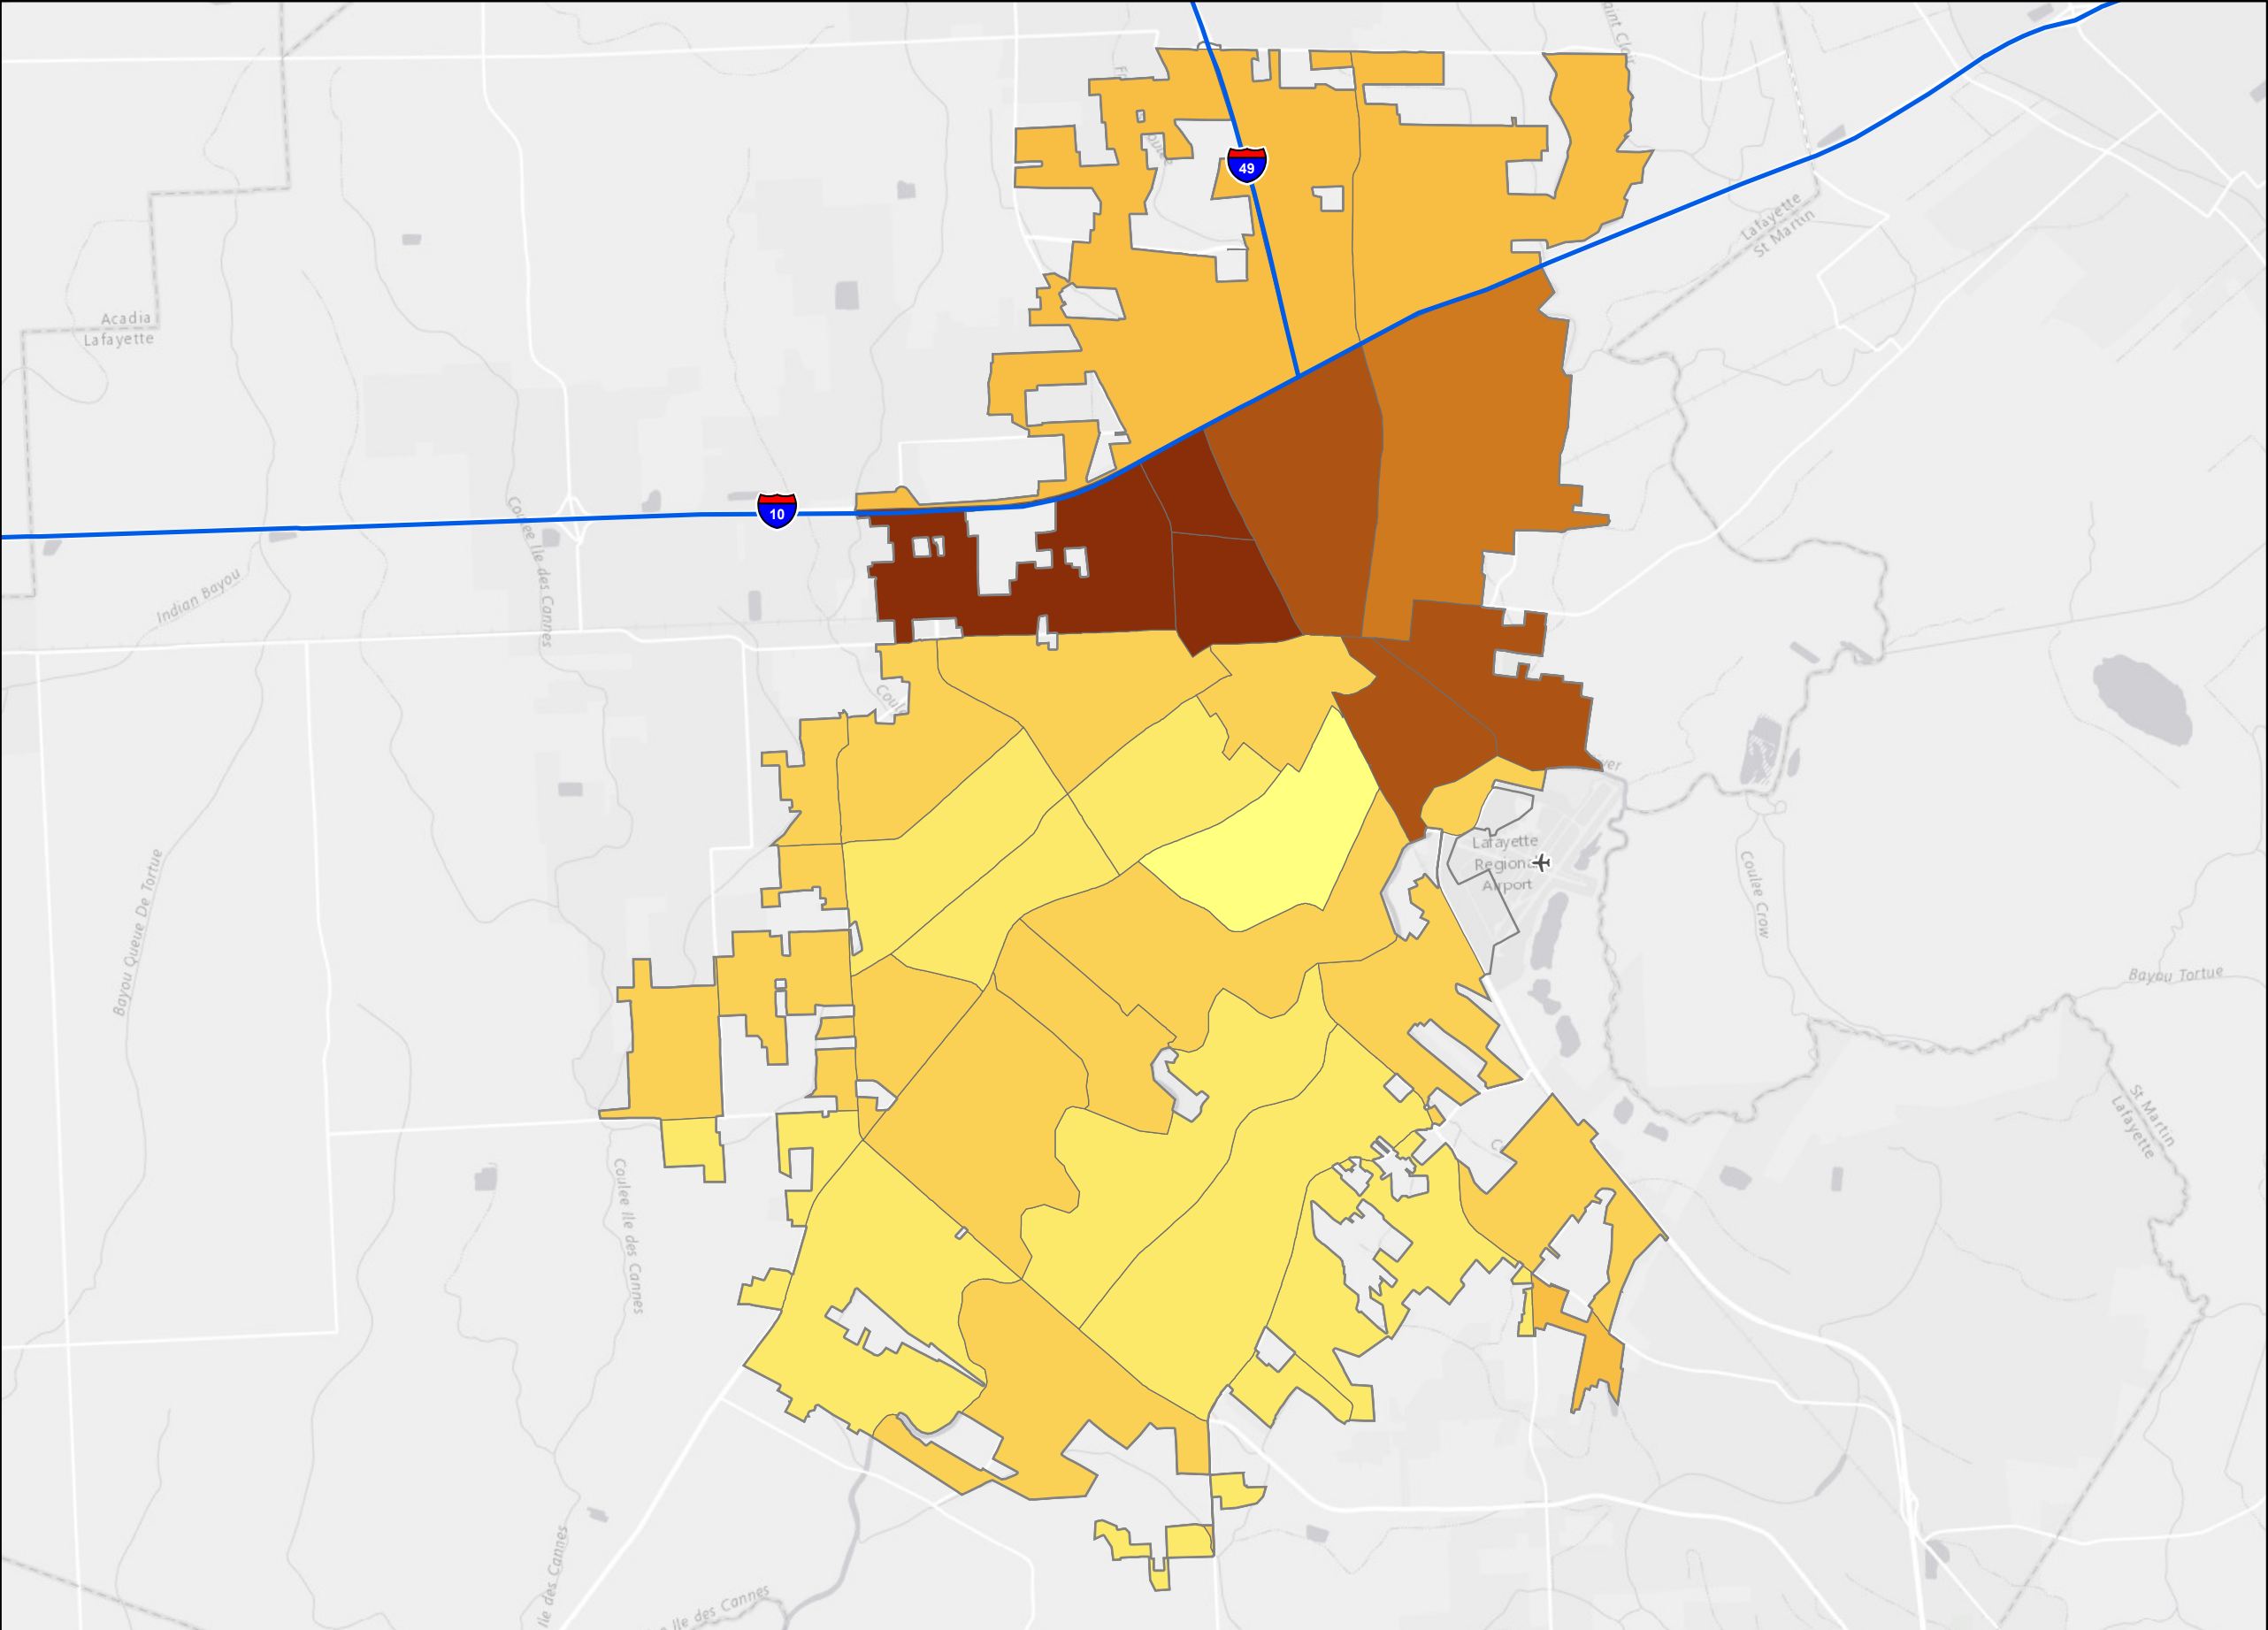 49
Lafayette
St Martin
Acadia
Lafayette
10
Coulee Ile des Cannes
Indian Bayou
Lafayette
Regional
Airport
Bayou Queue De Tortue
Coulee Crow
Bayou Tortue
St Martin
Lafayette
Coulee Ile des Cannes
Ile des Cannes
Ile des Cannes